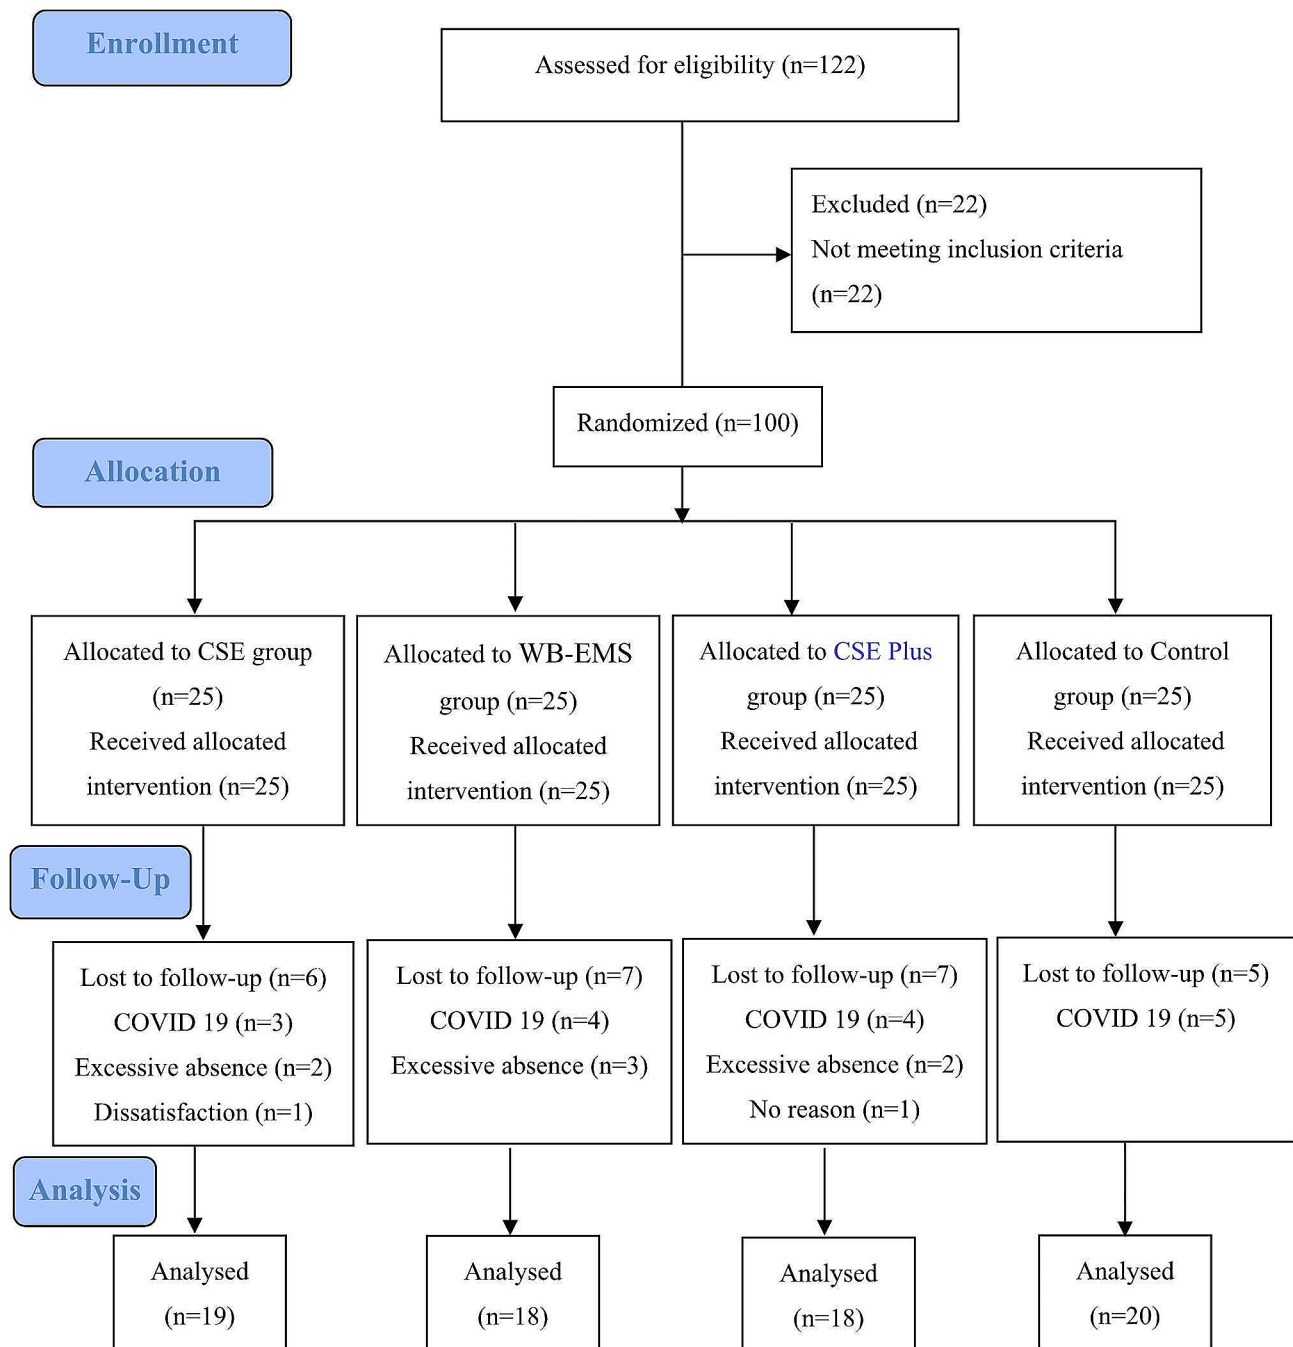 Enrollment
Assessed for eligibility (n=122)
Excluded (n=22)
Not meeting inclusion criteria
(n=22)
Randomized (n=100)
Allocation
Allocated to CSE group
(n=25)
Received allocated
intervention (n=25)
Allocated to WB-EMS
group (n=25)
Received allocated
intervention (n=25)
Allocated to CSE Plus
group (n=25)
Received allocated
intervention (n=25)
Allocated to Control
group (n=25)
Received allocated
intervention (n=25)
Follow-Up
Lost to follow-up (n=6)
COVID 19 (n=3)
Excessive absence (n=2)
Dissatisfaction (n=1)
Lost to follow-up (n=7)
COVID 19 (n=4)
Excessive absence (n=3)
Lost to follow-up (n=7)
COVID 19 (n=4)
Excessive absence (n=2)
No reason (n=1)
Lost to follow-up (n=5)
COVID 19 (n=5)
Analysis
Analysed
(n=19)
Analysed
(n=18)
Analysed
(n=18)
Analysed
(n=20)